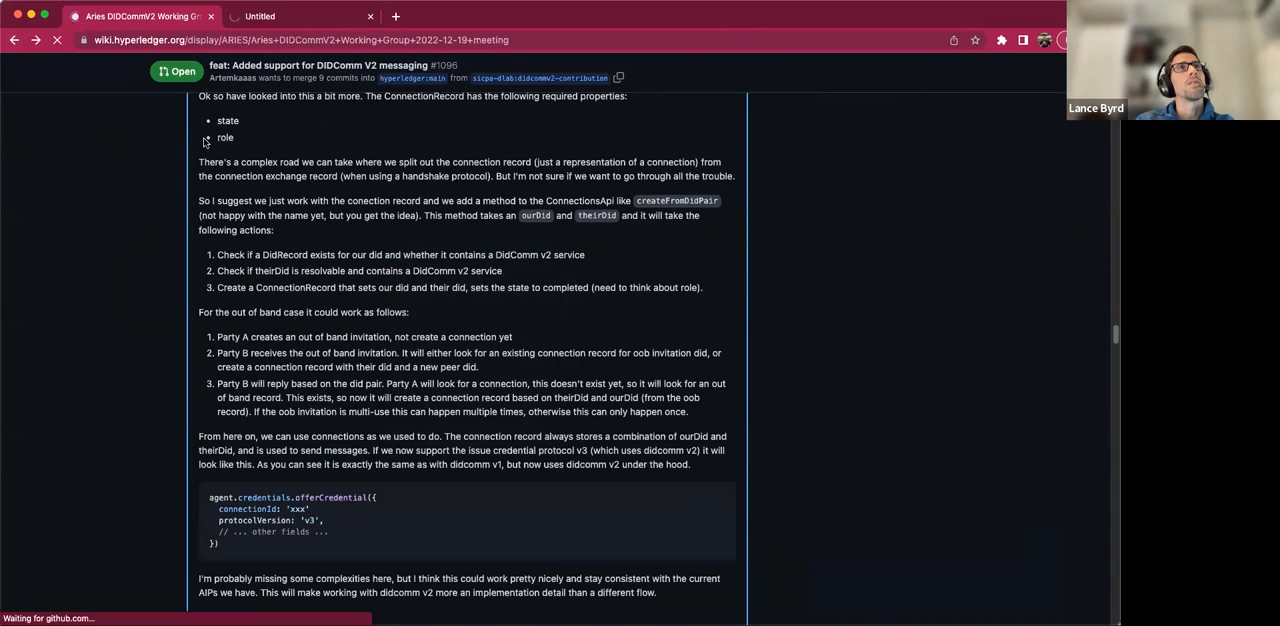 Aries DIDCommV2 Working Gr
Untitled
wiki.hyperledger.org/display/ARIES/Aries+DIDCommV2+Working+Group+2022-12-19+meeting
Lance Byrd
Open
feat: Added support for DIDComm V2 messaging #1096
Artemkaaas wants to merge 9 commits into hyperledger:main from sicpa-dlab:didcommv2-contribution
Ok so have looked into this a bit more. The ConnectionRecord has the following required properties:
• state
• role
There's a complex road we can take where we split out the connection record (just a representation of a connection) from
the connection exchange record (when using a handshake protocol). But I'm not sure if we want to go through all the trouble.
So I suggest we just work with the conection record and we add a method to the ConnectionsApi like createFromDidPair
(not happy with the name yet, but you get the idea). This method takes an ourDid and theirDid and it will take the
following actions:
1. Check if a DidRecord exists for our did and whether it contains a DidComm v2 service
2. Check if theirDid is resolvable and contains a DidComm v2 service
3. Create a ConnectionRecord that sets our did and their did, sets the state to completed (need to think about role).
For the out of band case it could work as follows:
1. Party A creates an out of band invitation, not create a connection yet
2. Party B receives the out of band invitation. It will either look for an existing connection record for oob invitation did, or
create a connection record with their did and a new peer did.
3. Party B will reply based on the did pair. Party A will look for a connection, this doesn't exist yet, so it will look for an out
of band record. This exists, so now it will create a connection record based on theirDid and ourDid (from the oob
record). If the oob invitation is multi-use this can happen multiple times, otherwise this can only happen once.
From here on, we can use connections as we used to do. The connection record always stores a combination of ourDid and
theirDid, and is used to send messages. If we now support the issue credential protocol v3 (which uses didcomm v2) it will
look like this. As you can see it is exactly the same as with didcomm v1, but now uses didcomm v2 under the hood.
agent.credentials.offerCredential({
connectionId: 'xxx'
protocolVersion: 'v3',
// ... other fields ...
})
I'm probably missing some complexities here, but I think this could work pretty nicely and stay consistent with the current
AIPs we have. This will make working with didcomm v2 more an implementation detail than a different flow.
Waiting for github.com...